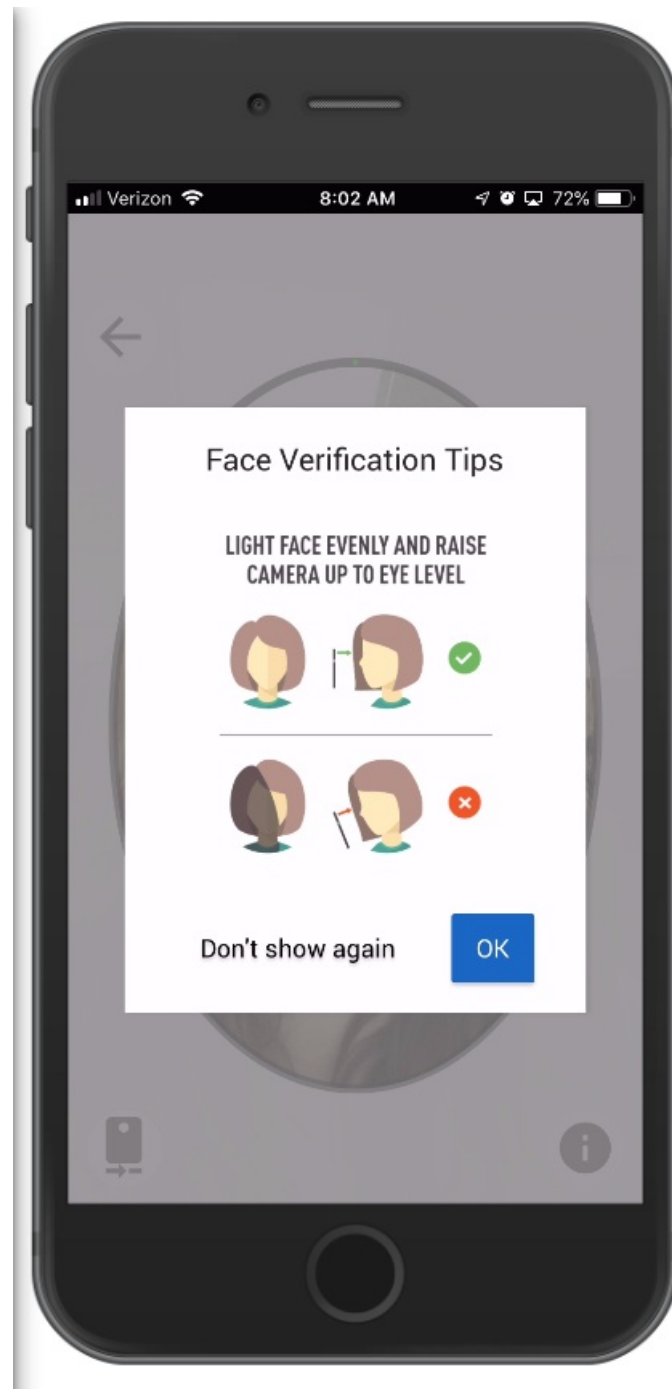 Verizon 8:02 AM 72%
Face Verification Tips
LIGHT FACE EVENLY AND RAISE
CAMERA UP TO EYE LEVEL
Don't show again OK